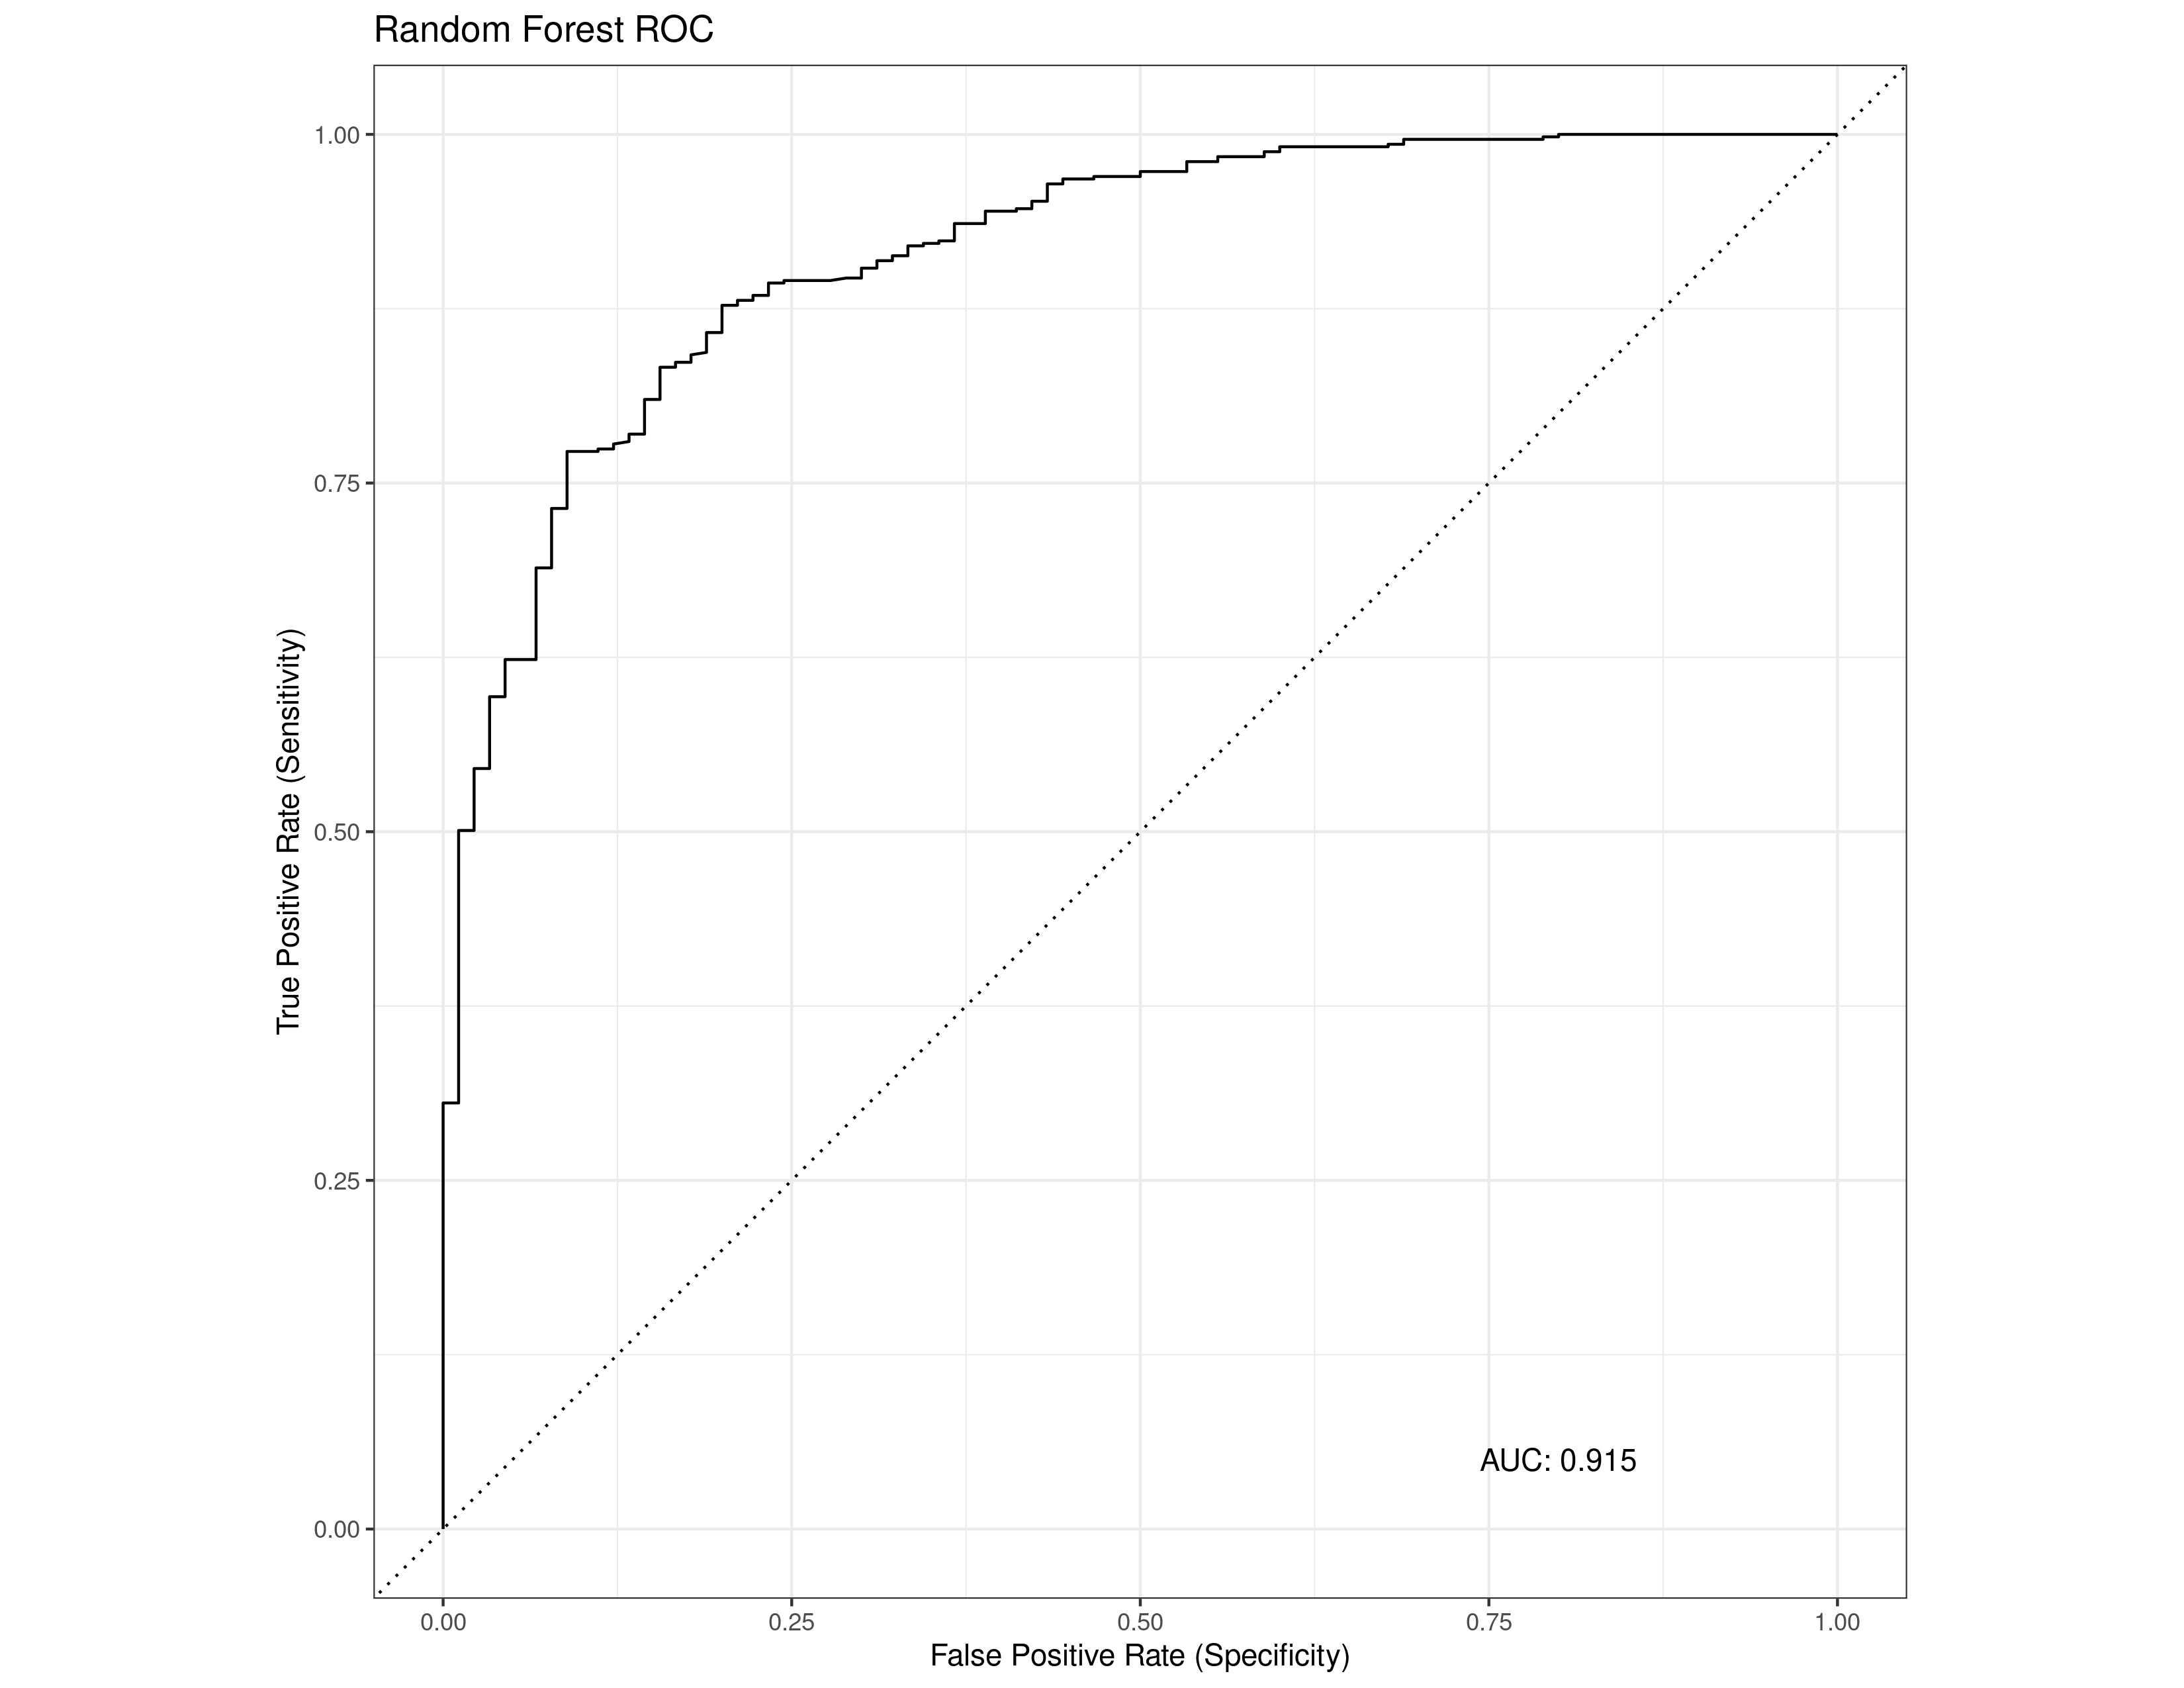 Random Forest ROC
True Positive Rate (Sensitivity)
1.00
0.75
0.50
0.25
0.00
AUC: 0.915
0.00 0.25 0.50 0.75 1.00
False Positive Rate (Specificity)